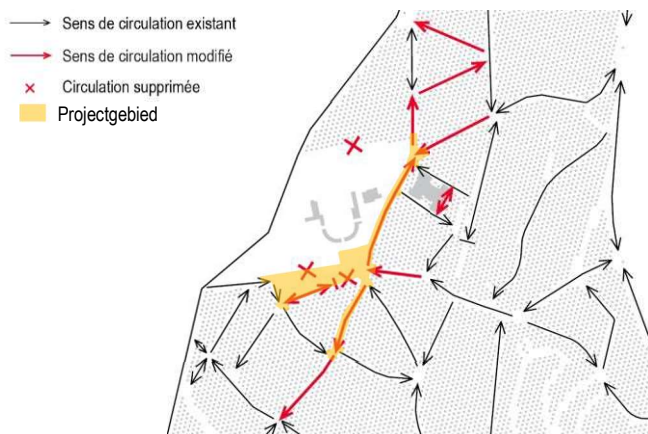 Sens de circulation existant
Sens de circulation modifié
Circulation supprimée
Projectgebied